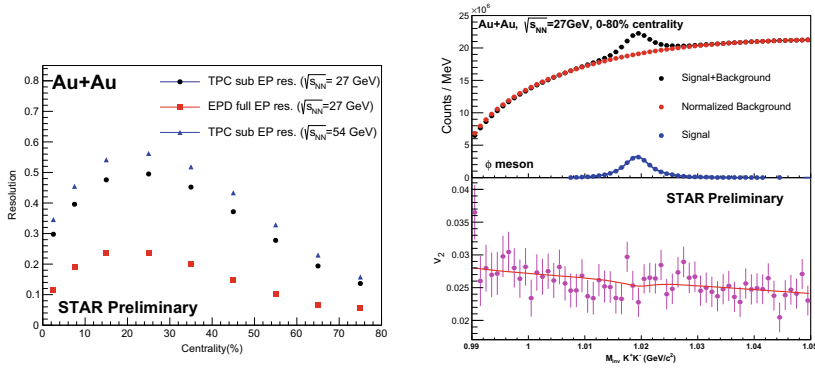 Au+Au
TPC sub EP res. (√s_NN = 27 GeV)
EPD full EP res. (√s_NN=27 GeV)
TPC sub EP res. (√s_NN=54 GeV)
STAR Preliminary
Resolution
0.8
0.7
0.6
0.5
0.4
0.3
0.2
0.1
0
0 10 20 30 40 50 60 70 80
Centrality(%)
×10⁶
Au+Au, √s_NN=27GeV, 0-80% centrality
Signal+Background
Normalized Background
Signal
ϕ meson
Counts / MeV
25
20
15
10
5
0
STAR Preliminary
v₂
0.04
0.035
0.03
0.025
0.02
0.99 1 1.01 1.02 1.03 1.04 1.05
M_inv, K⁺K⁻ (GeV/c²)